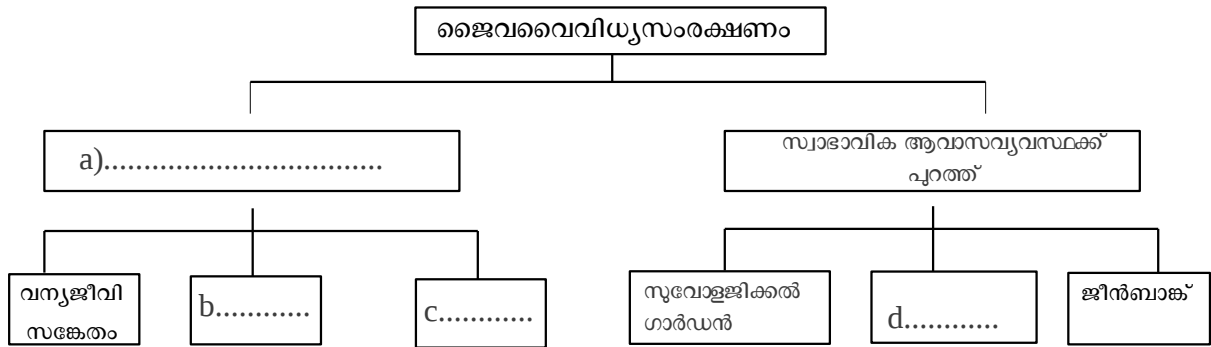 ജൈവവൈവിധ്യസംരക്ഷണം
a)...................................
സ്വാഭാവിക ആവാസവ്യവസ്ഥക്ക്
പുറത്ത്
വന്യജീവി
സങ്കേതം
b............
c............
സുവോളജിക്കൽ
ഗാർഡൻ
d............
ജീൻബാങ്ക്